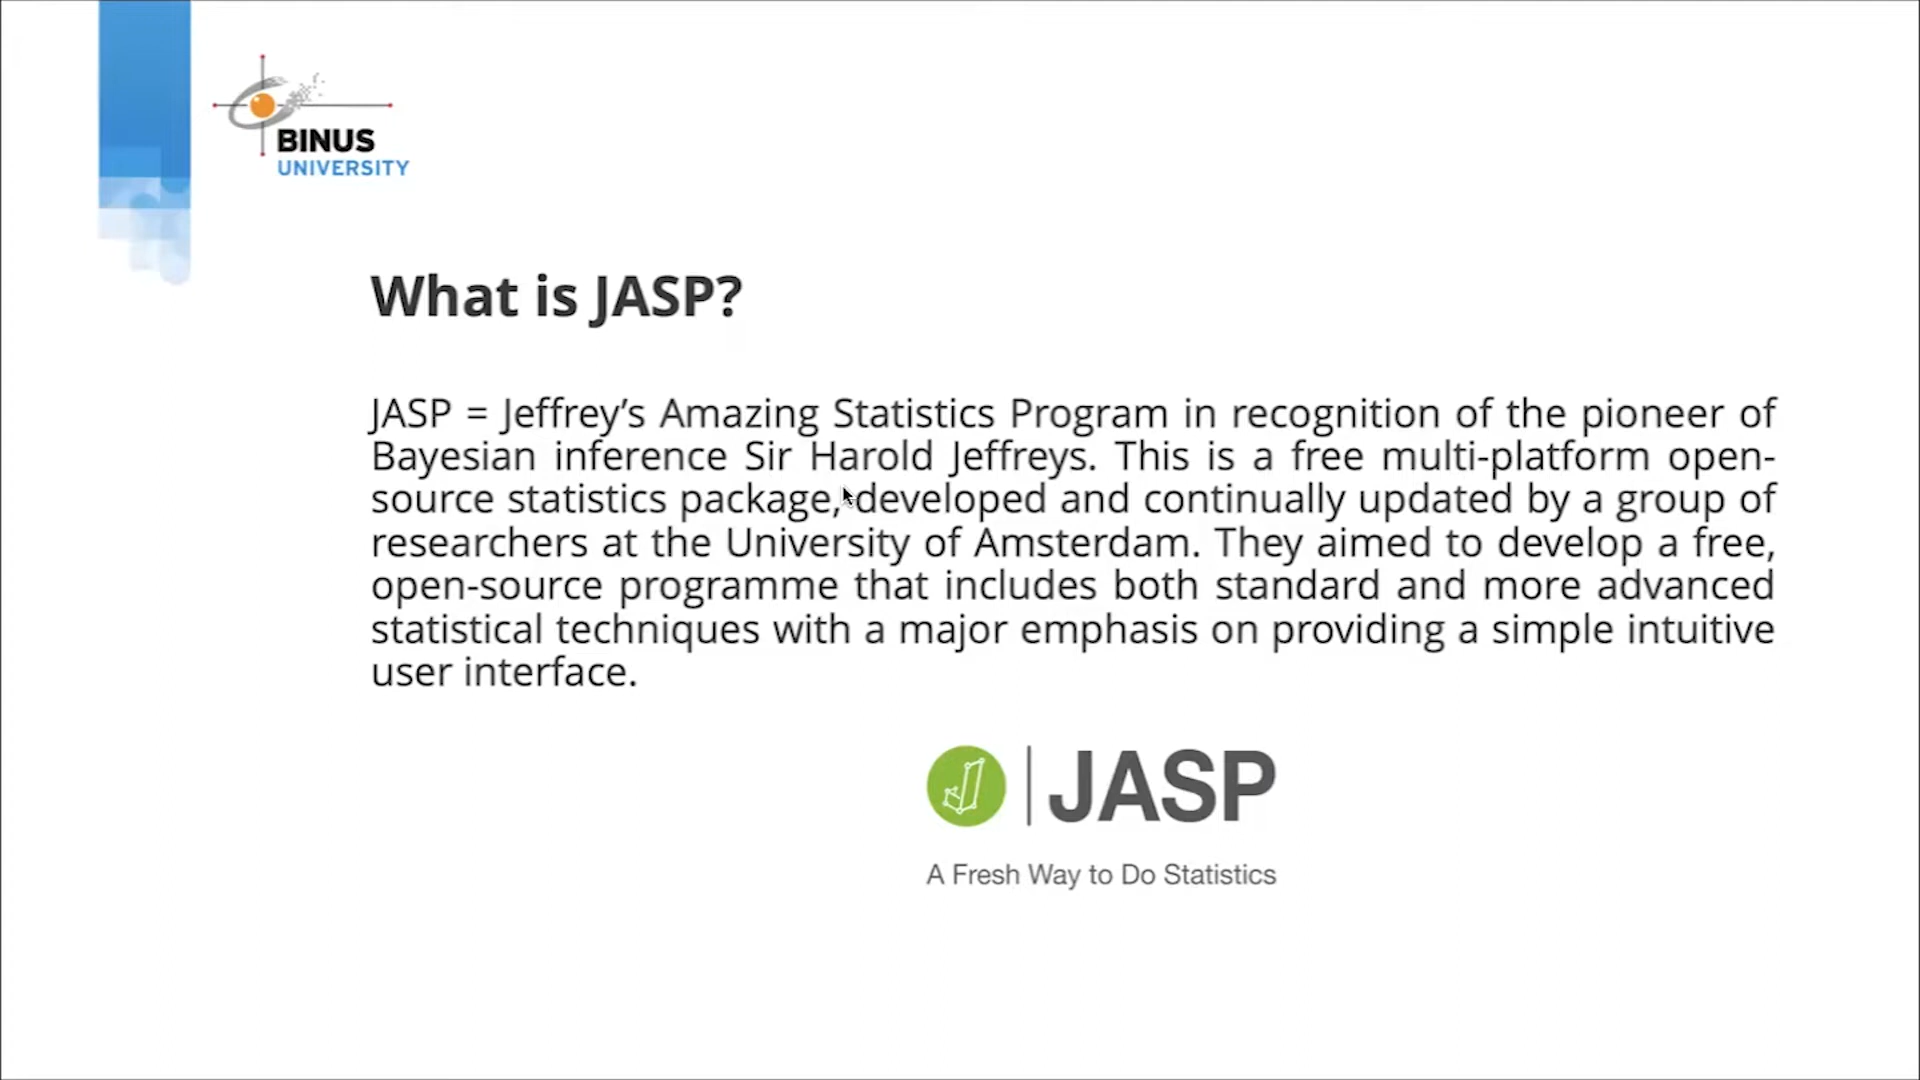 BINUS
UNIVERSITY
What is JASP?
JASP = Jeffrey’s Amazing Statistics Program in recognition of the pioneer of
Bayesian inference Sir Harold Jeffreys. This is a free multi-platform open-
source statistics package, developed and continually updated by a group of
researchers at the University of Amsterdam. They aimed to develop a free,
open-source programme that includes both standard and more advanced
statistical techniques with a major emphasis on providing a simple intuitive
user interface.
JASP
A Fresh Way to Do Statistics